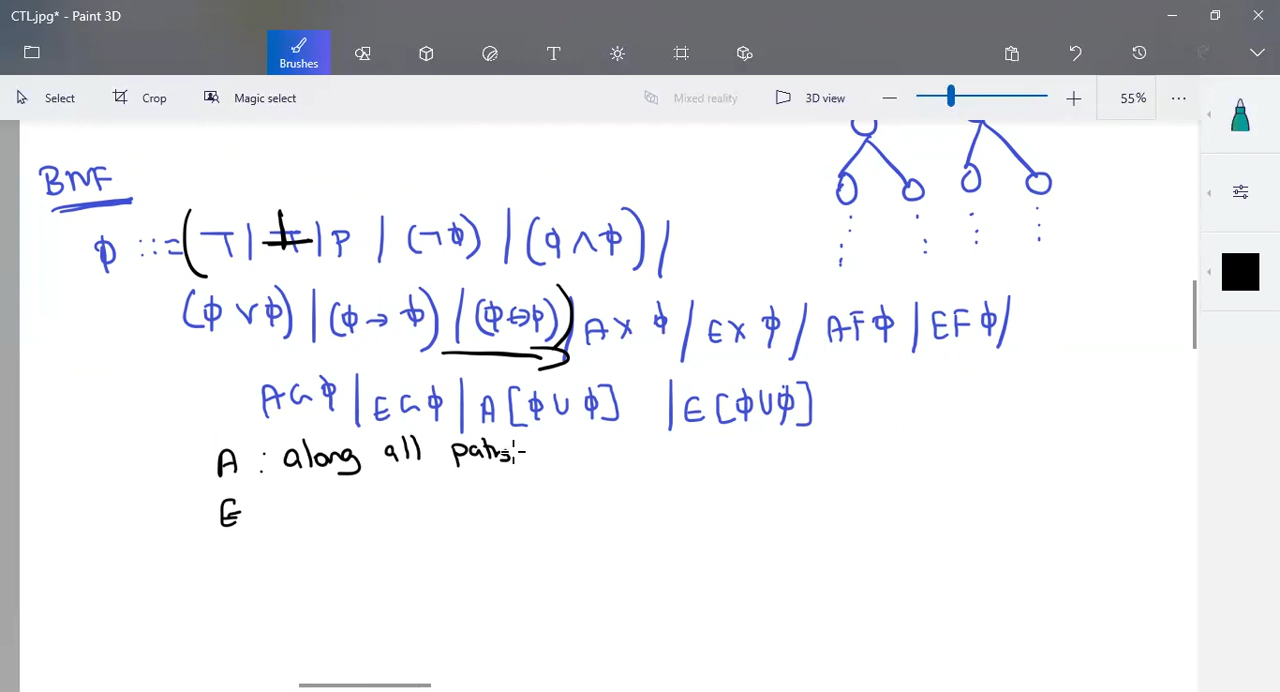 CTL.jpg* - Paint 3D
Brushes
Select
Crop
Magic select
Mixed reality
3D view
55%
BNF
ϕ ::= (⊤ | ⊥ | P | (¬ϕ) | (ϕ ∧ ϕ) |
(ϕ ∨ ϕ) | (ϕ → ϕ) | (ϕ ↔ ϕ)) | AX ϕ | EX ϕ | AF ϕ | EF ϕ |
AG ϕ | EG ϕ | A [ϕ U ϕ] | E [ϕ U ϕ]
A : along all paths
E